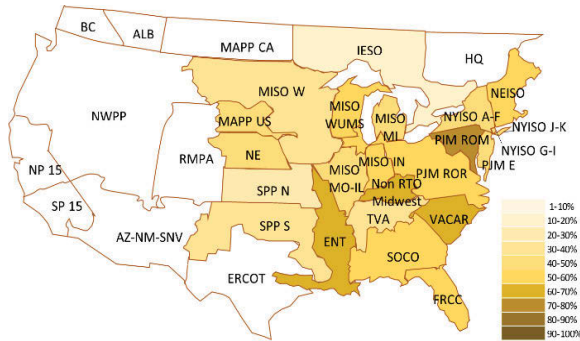 BC
ALB
MAPP CA
IESO
HQ
NWPP
MISO W
MAPP US
MISO
WUMS
MISO
MI
NEISO
NYISO A-F
NYISO J-K
NYISO G-I
PJM ROM
PJM E
RMPA
NE
MISO
MO-IL
MISO IN
PJM ROR
Non RTO
Midwest
NP 15
SP 15
SPP N
SPP S
TVA
VACAR
AZ-NM-SNV
ENT
SOCO
ERCOT
FRCC
1-10%
10-20%
20-30%
30-40%
40-50%
50-60%
60-70%
70-80%
80-90%
90-100%